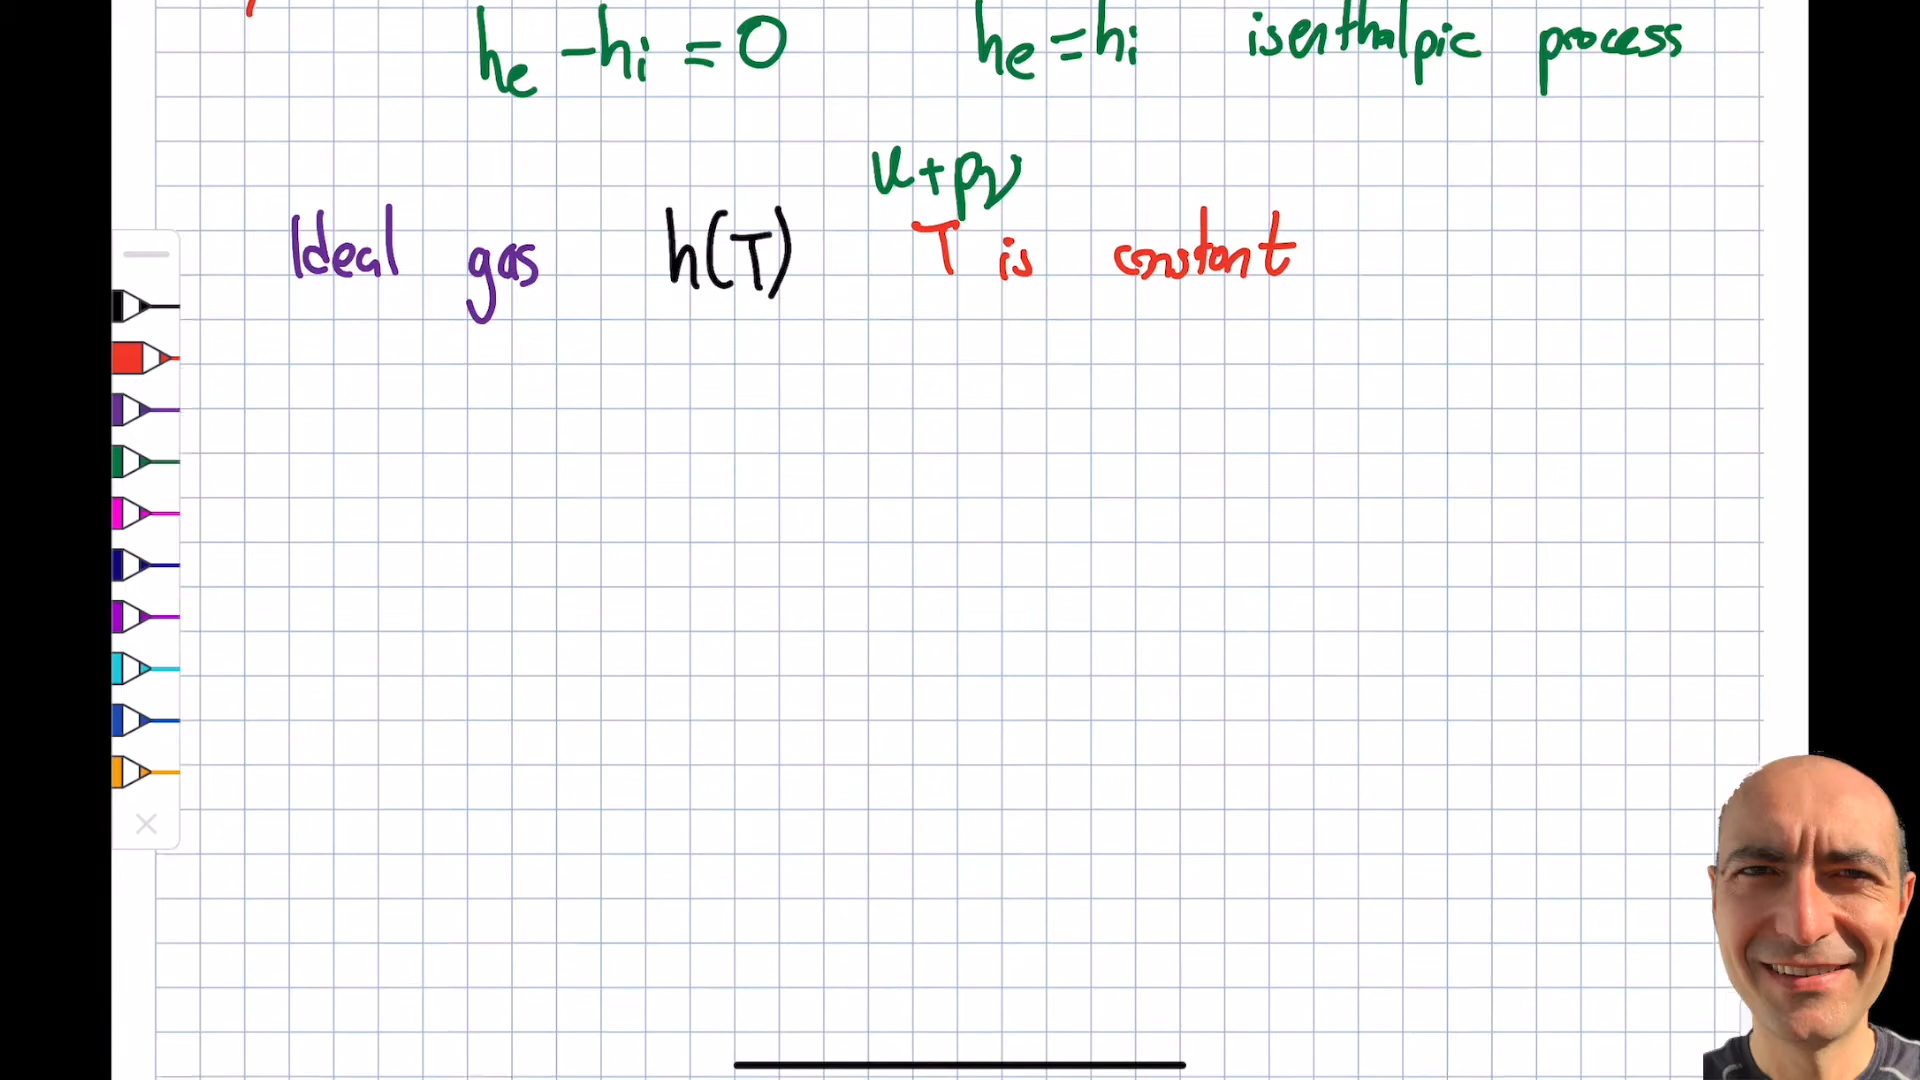 he - hi = 0 he = hi isenthalpic process
u + pv
Ideal gas h(T) T is constant